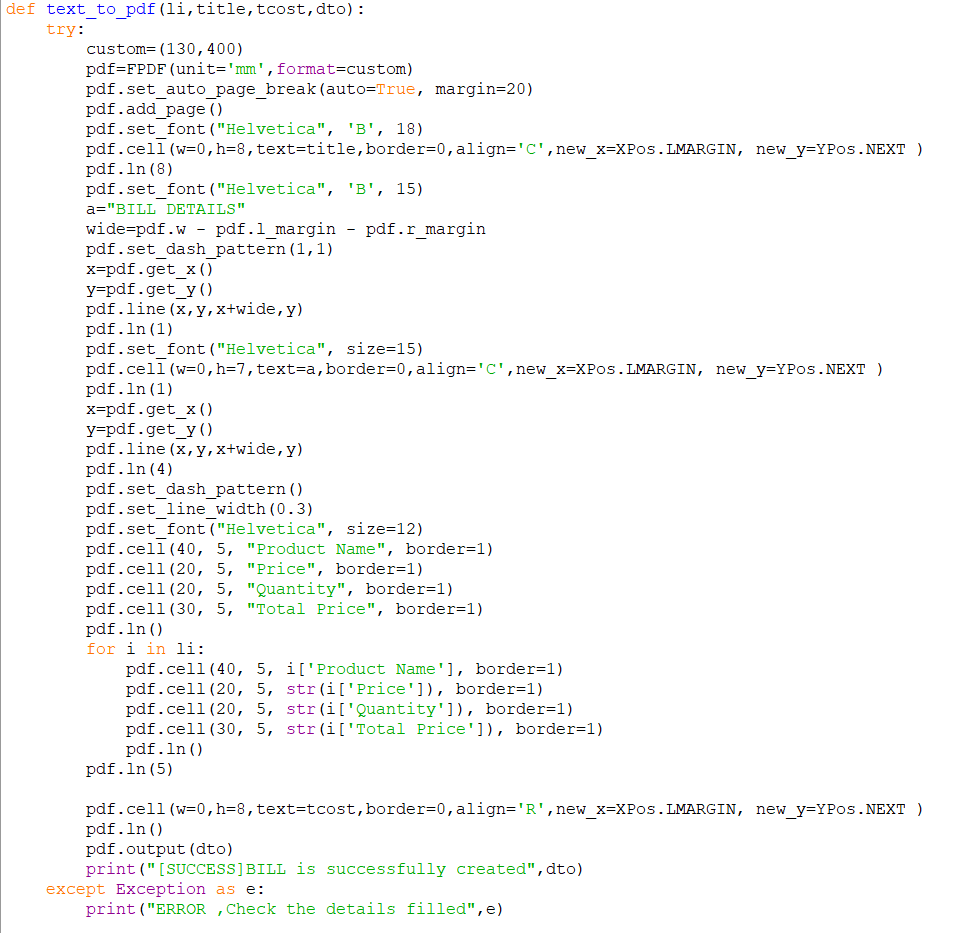 def text_to_pdf(li,title,tcost,dto):
    try:
        custom=(130,400)
        pdf=FPDF(unit='mm',format=custom)
        pdf.set_auto_page_break(auto=True, margin=20)
        pdf.add_page()
        pdf.set_font("Helvetica", 'B', 18)
        pdf.cell(w=0,h=8,text=title,border=0,align='C',new_x=XPos.LMARGIN, new_y=YPos.NEXT )
        pdf.ln(8)
        pdf.set_font("Helvetica", 'B', 15)
        a="BILL DETAILS"
        wide=pdf.w - pdf.l_margin - pdf.r_margin
        pdf.set_dash_pattern(1,1)
        x=pdf.get_x()
        y=pdf.get_y()
        pdf.line(x,y,x+wide,y)
        pdf.ln(1)
        pdf.set_font("Helvetica", size=15)
        pdf.cell(w=0,h=7,text=a,border=0,align='C',new_x=XPos.LMARGIN, new_y=YPos.NEXT )
        pdf.ln(1)
        x=pdf.get_x()
        y=pdf.get_y()
        pdf.line(x,y,x+wide,y)
        pdf.ln(4)
        pdf.set_dash_pattern()
        pdf.set_line_width(0.3)
        pdf.set_font("Helvetica", size=12)
        pdf.cell(40, 5, "Product Name", border=1)
        pdf.cell(20, 5, "Price", border=1)
        pdf.cell(20, 5, "Quantity", border=1)
        pdf.cell(30, 5, "Total Price", border=1)
        pdf.ln()
        for i in li:
            pdf.cell(40, 5, i['Product Name'], border=1)
            pdf.cell(20, 5, str(i['Price']), border=1)
            pdf.cell(20, 5, str(i['Quantity']), border=1)
            pdf.cell(30, 5, str(i['Total Price']), border=1)
            pdf.ln()
        pdf.ln(5)

        pdf.cell(w=0,h=8,text=tcost,border=0,align='R',new_x=XPos.LMARGIN, new_y=YPos.NEXT )
        pdf.ln()
        pdf.output(dto)
        print("[SUCCESS]BILL is successfully created",dto)
    except Exception as e:
        print("ERROR ,Check the details filled",e)